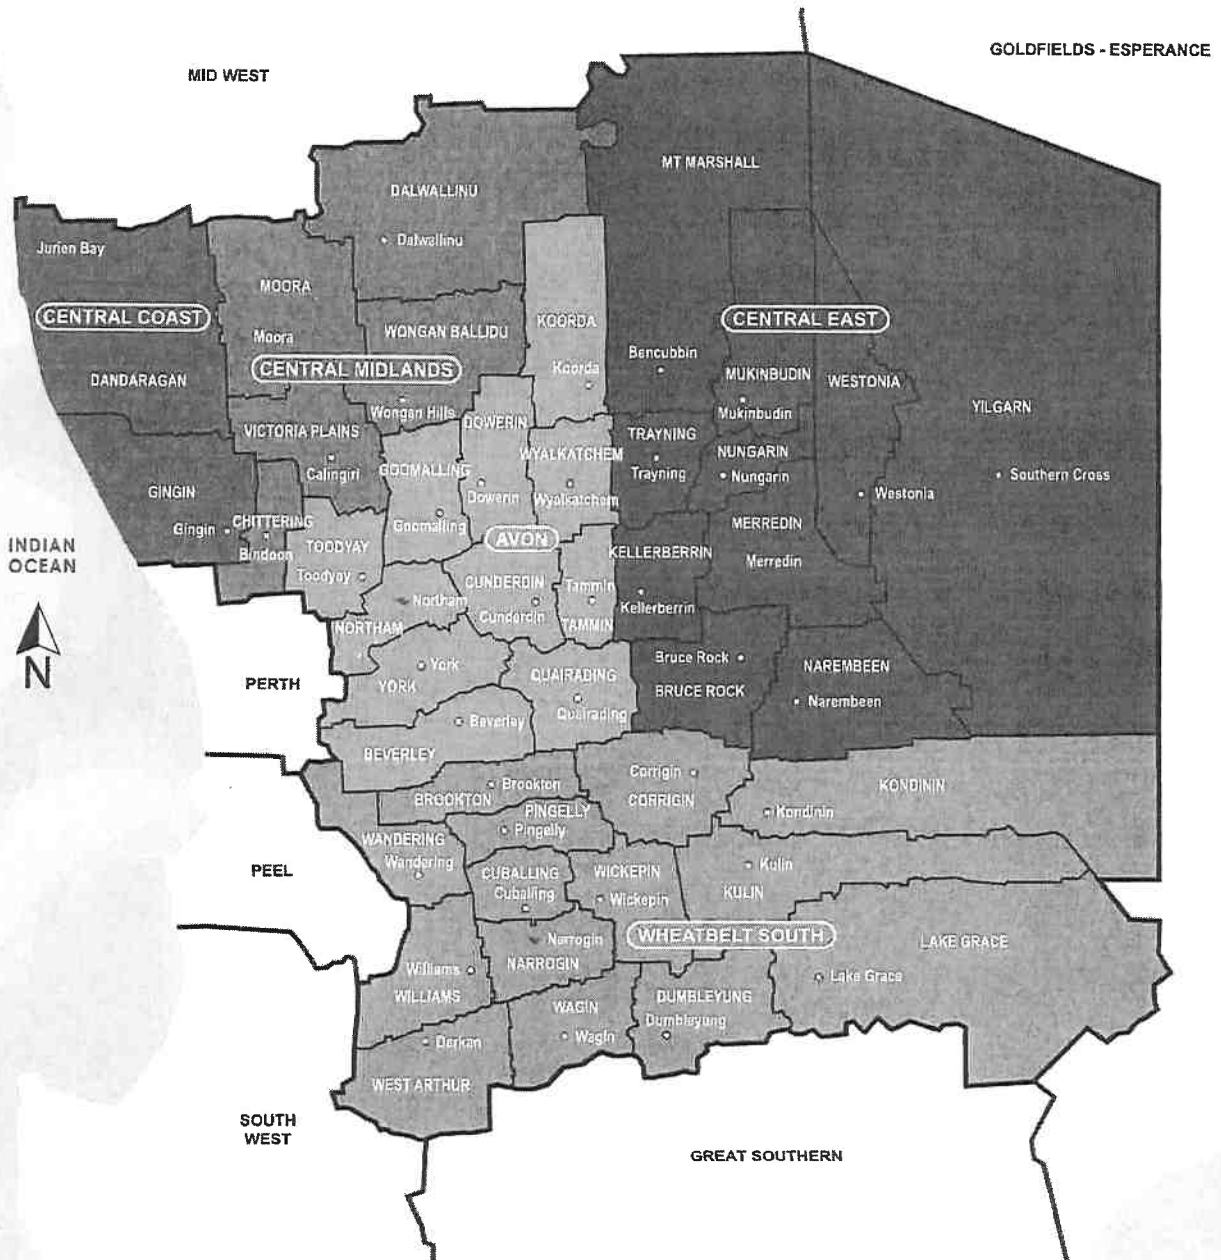 GOLDFIELDS - ESPERANCE
MID WEST
MT MARSHALL
DALWALLINU
Dalwallinu
Jurien Bay
MOORA
CENTRAL COAST
KOORDA
CENTRAL EAST
Moora
WONGAN BALLIDU
Bencubbin
CENTRAL MIDLANDS
Koorda
MUKINBUDIN
WESTONIA
DANDARAGAN
YILGARN
Wongan Hills
Mukinbudin
DOWERIN
VICTORIA PLAINS
TRAYNING
WYALKATCHEM
NUNGARIN
GOOMALLING
Calingiri
Trayning
Nungarin
Southern Cross
GINGIN
Dowerin
Wyalkatchem
Westonia
CHITTERING
Goomalling
MERREDIN
Gingin
AVON
INDIAN
OCEAN
Bindoon
TOODYAY
KELLERBERRIN
Merredin
Toodyay
CUNDERDIN
Tammin
Northam
Cunderdin
Kellerberrin
NORTHAM
TAMMIN
Bruce Rock
York
NAREMBEEN
PERTH
YORK
QUAIRADING
BRUCE ROCK
Narembeen
Quairading
Beverley
BEVERLEY
Corrigin
Brookton
KONDININ
BROOKTON
CORRIGIN
PINGELLY
Kondinin
Pingelly
WANDERING
Wandering
PEEL
CUBALLING
WICKEPIN
Kulin
Cuballing
KULIN
Wickepin
Narrogin
WHEATBELT SOUTH
LAKE GRACE
NARROGIN
Williams
Lake Grace
WILLIAMS
DUMBLEYUNG
WAGIN
Dumbleyung
Wagin
Darkan
WEST ARTHUR
SOUTH
WEST
GREAT SOUTHERN
N